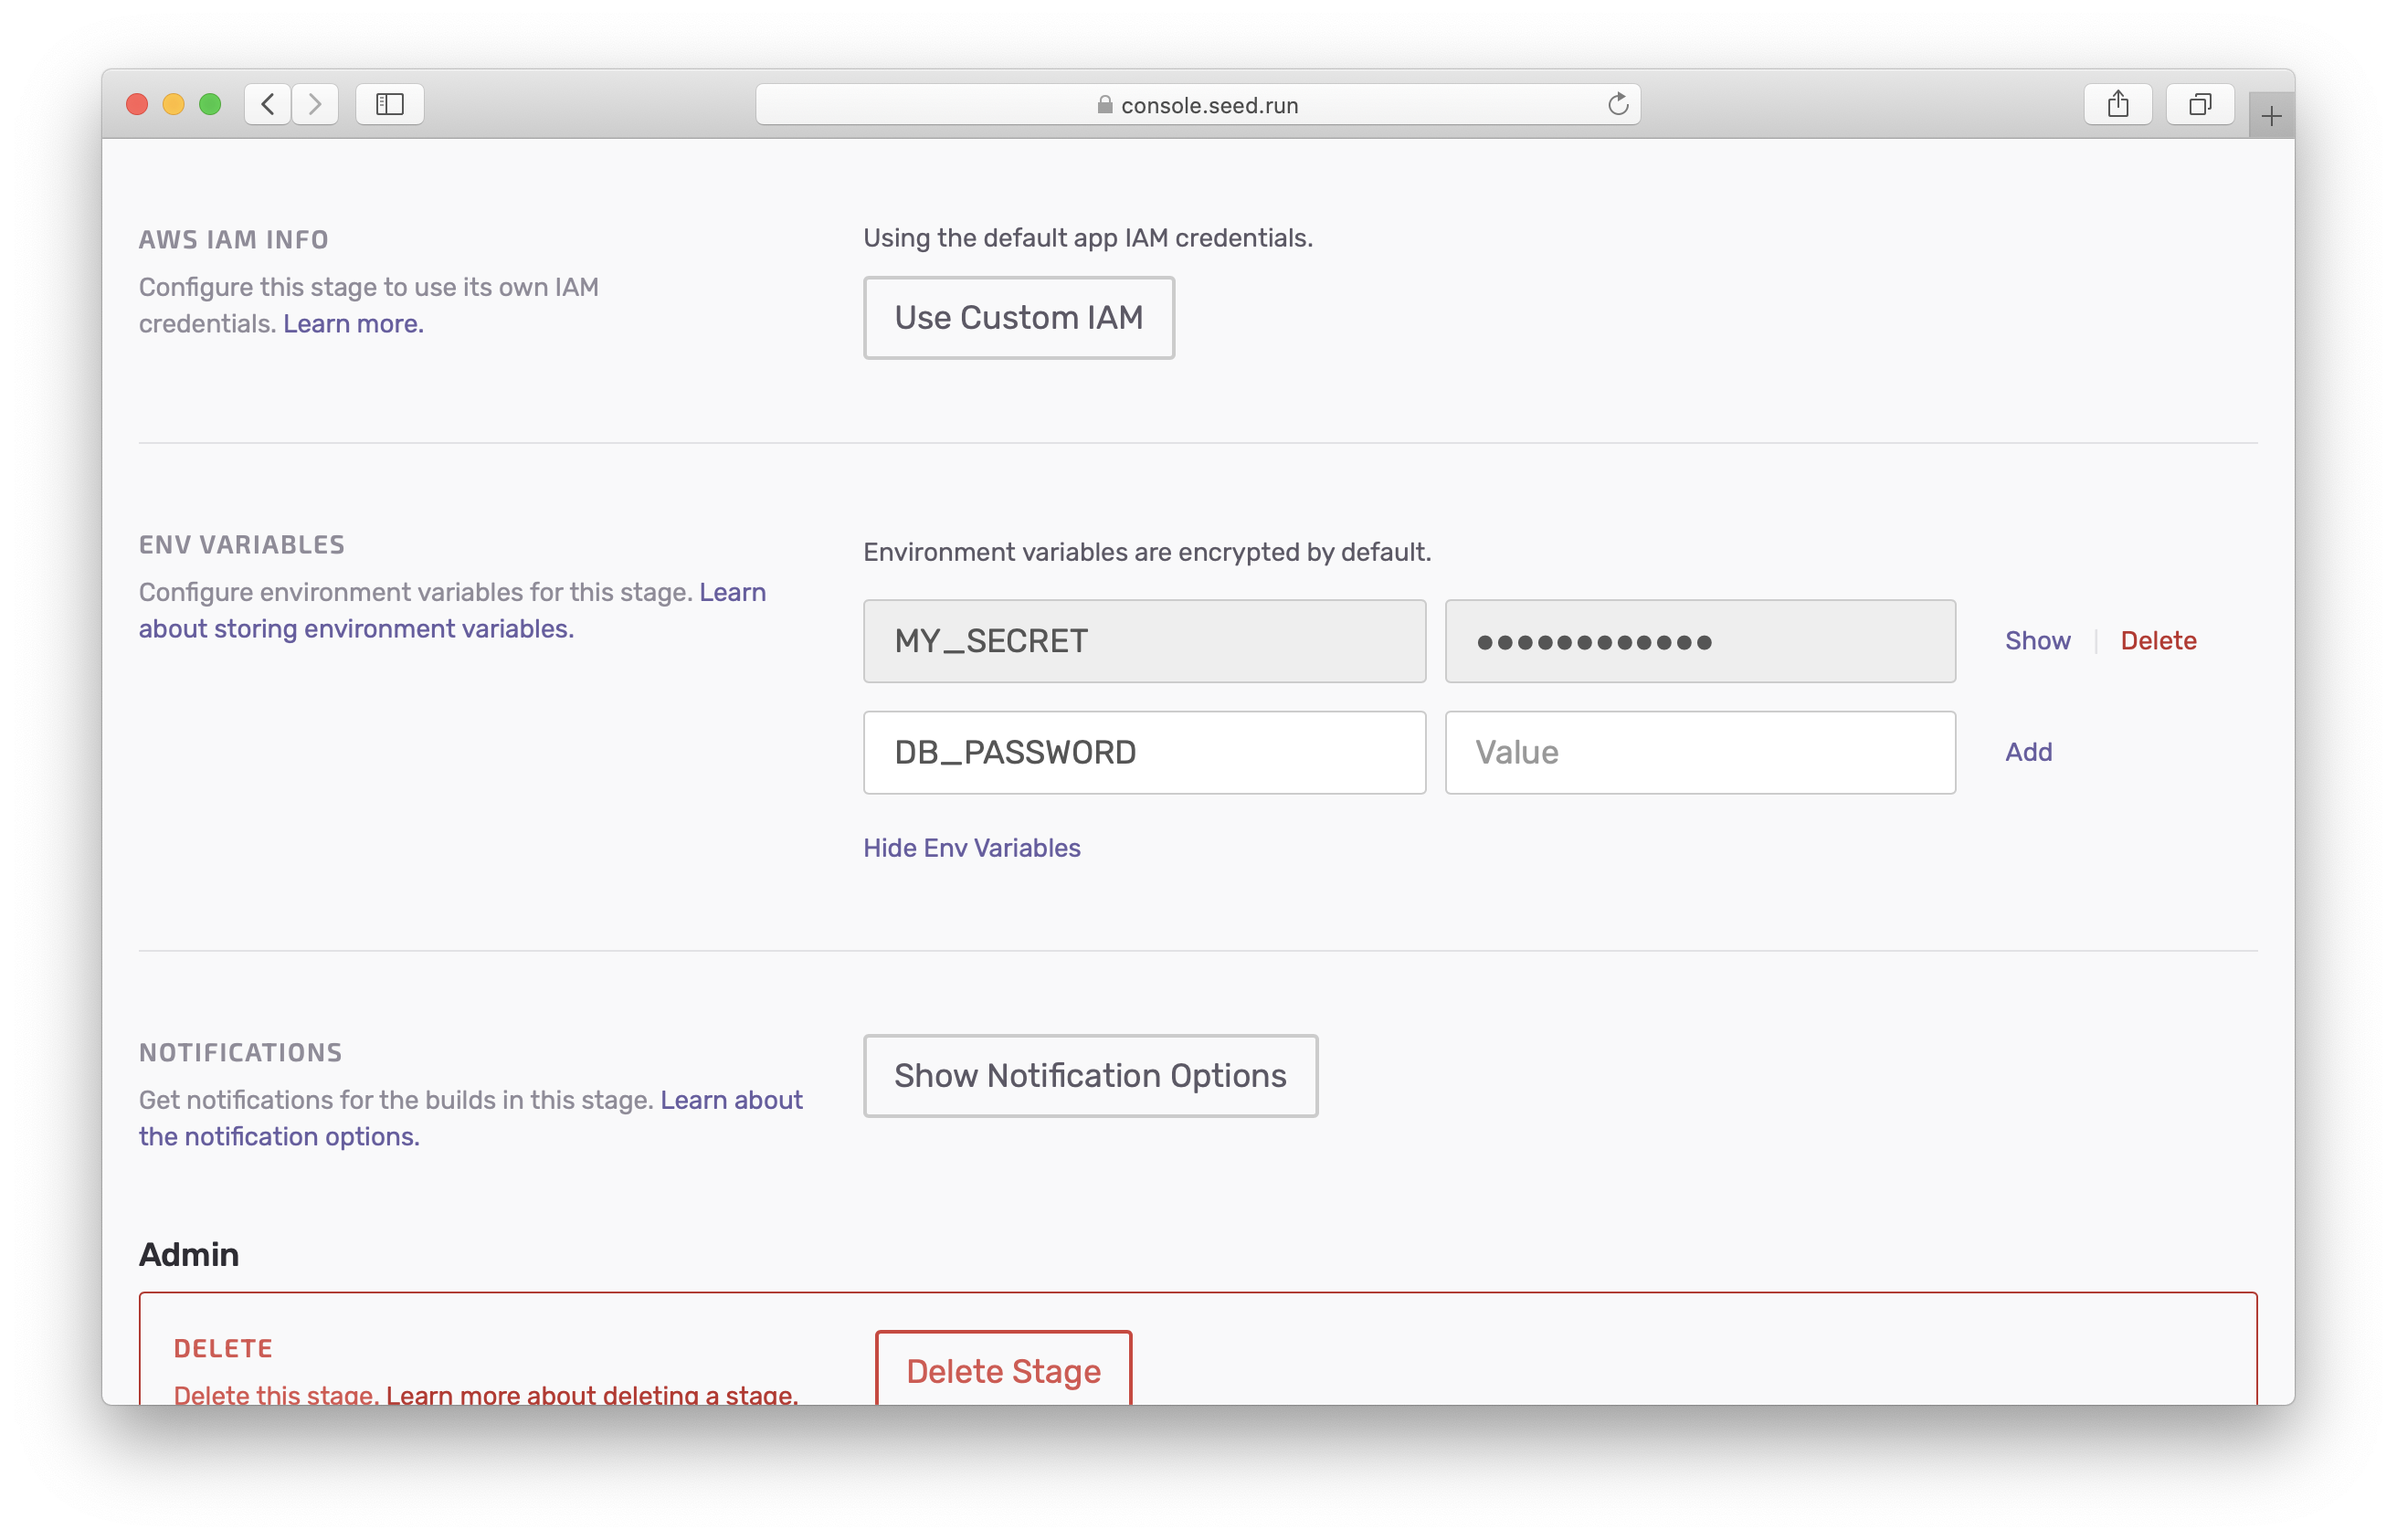 console.seed.run
AWS IAM INFO
Configure this stage to use its own IAM
credentials. Learn more.
Using the default app IAM credentials.
Use Custom IAM
ENV VARIABLES
Configure environment variables for this stage. Learn
about storing environment variables.
Environment variables are encrypted by default.
MY_SECRET •••••••••••• Show | Delete
DB_PASSWORD Value Add
Hide Env Variables
NOTIFICATIONS
Get notifications for the builds in this stage. Learn about
the notification options.
Show Notification Options
Admin
DELETE
Delete this stage. Learn more about deleting a stage.
Delete Stage